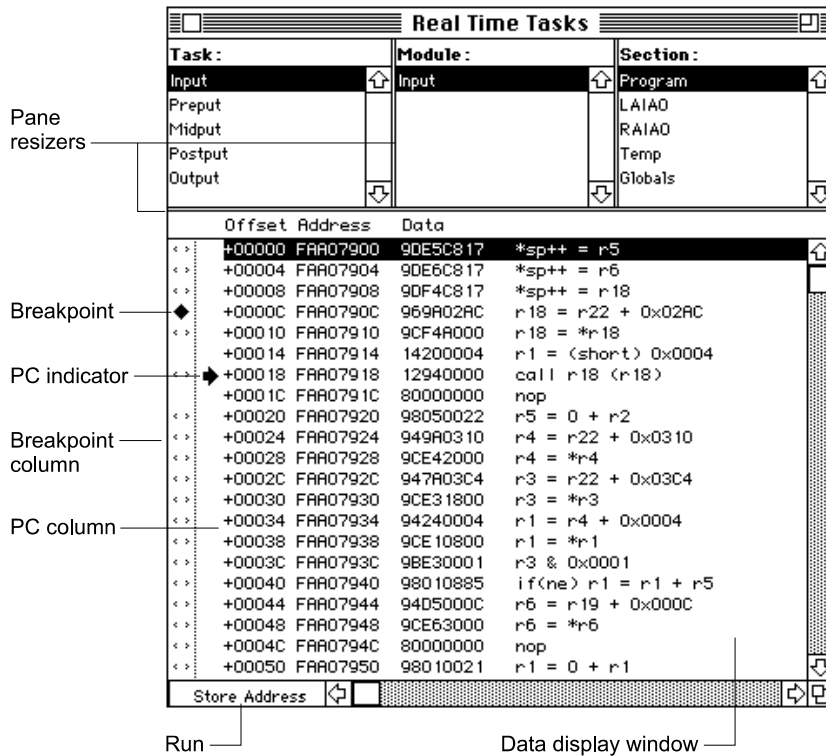 Real Time Tasks
Task: Module: Section:
Input Input Program
Preput LAIAO
Midput RAIAO
Postput Temp
Output Globals
Pane
resizers
Offset Address Data
+00000 FAA07900 9DE5C817 *sp++ = r5
+00004 FAA07904 9DE6C817 *sp++ = r6
+00008 FAA07908 9DF4C817 *sp++ = r18
Breakpoint
+0000C FAA0790C 969A02AC r18 = r22 + 0x02AC
+00010 FAA07910 9CF4A000 r18 = *r18
+00014 FAA07914 14200004 r1 = (short) 0x0004
PC indicator
+00018 FAA07918 12940000 call r18 (r18)
+0001C FAA0791C 80000000 nop
+00020 FAA07920 98050022 r5 = 0 + r2
Breakpoint
column
+00024 FAA07924 949A0310 r4 = r22 + 0x0310
+00028 FAA07928 9CE42000 r4 = *r4
+0002C FAA0792C 947A03C4 r3 = r22 + 0x03C4
+00030 FAA07930 9CE31800 r3 = *r3
PC column
+00034 FAA07934 94240004 r1 = r4 + 0x0004
+00038 FAA07938 9CE10800 r1 = *r1
+0003C FAA0793C 9BE30001 r3 & 0x0001
+00040 FAA07940 98010885 if(ne) r1 = r1 + r5
+00044 FAA07944 94D5000C r6 = r19 + 0x000C
+00048 FAA07948 9CE63000 r6 = *r6
+0004C FAA0794C 80000000 nop
+00050 FAA07950 98010021 r1 = 0 + r1
Store Address
Run
Data display window